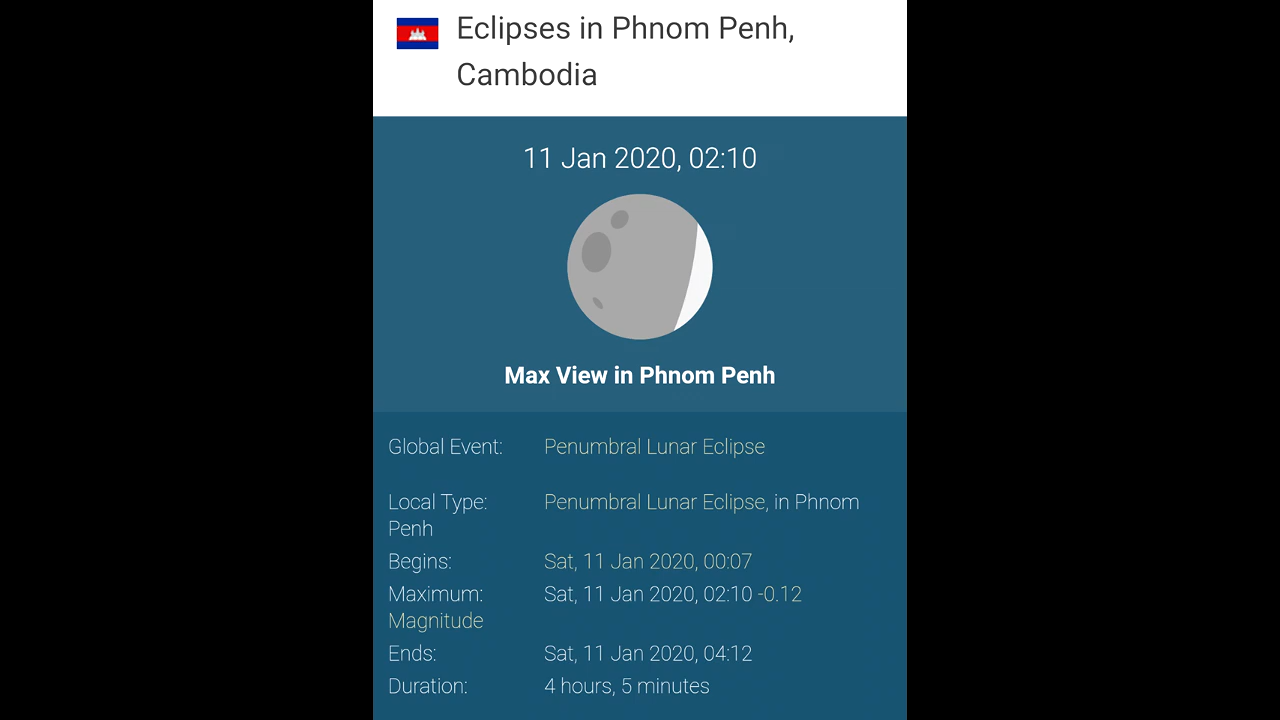 Eclipses in Phnom Penh,
Cambodia
11 Jan 2020, 02:10
Max View in Phnom Penh
Global Event: Penumbral Lunar Eclipse
Local Type: Penumbral Lunar Eclipse, in Phnom
Penh
Begins: Sat, 11 Jan 2020, 00:07
Maximum: Sat, 11 Jan 2020, 02:10 -0.12
Magnitude
Ends: Sat, 11 Jan 2020, 04:12
Duration: 4 hours, 5 minutes